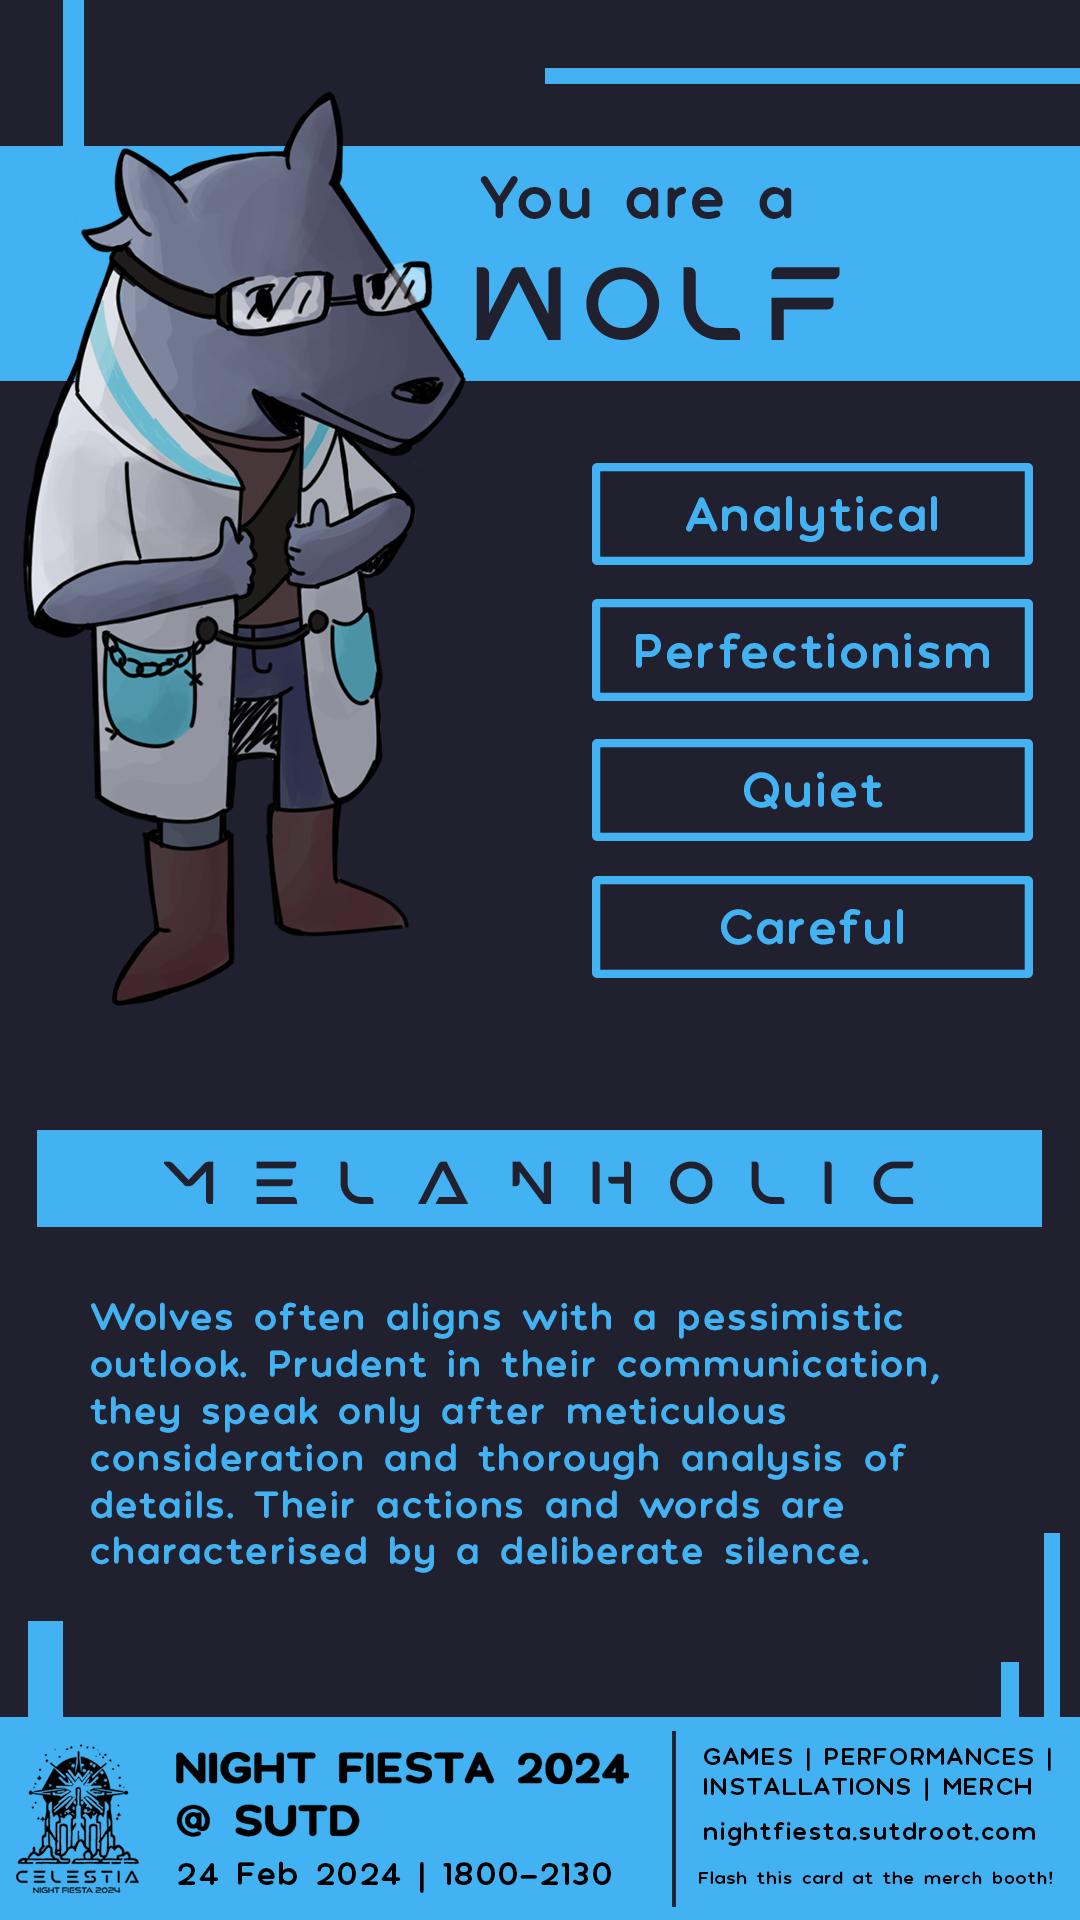 You are a
WOLF
Analytical
Perfectionism
Quiet
Careful
MELANHOLIC
Wolves often aligns with a pessimistic
outlook. Prudent in their communication,
they speak only after meticulous
consideration and thorough analysis of
details. Their actions and words are
characterised by a deliberate silence.
CELESTIA
NIGHT FIESTA 2024
NIGHT FIESTA 2024
@ SUTD
24 Feb 2024 | 1800-2130
GAMES | PERFORMANCES |
INSTALLATIONS | MERCH
nightfiesta.sutdroot.com
Flash this card at the merch booth!